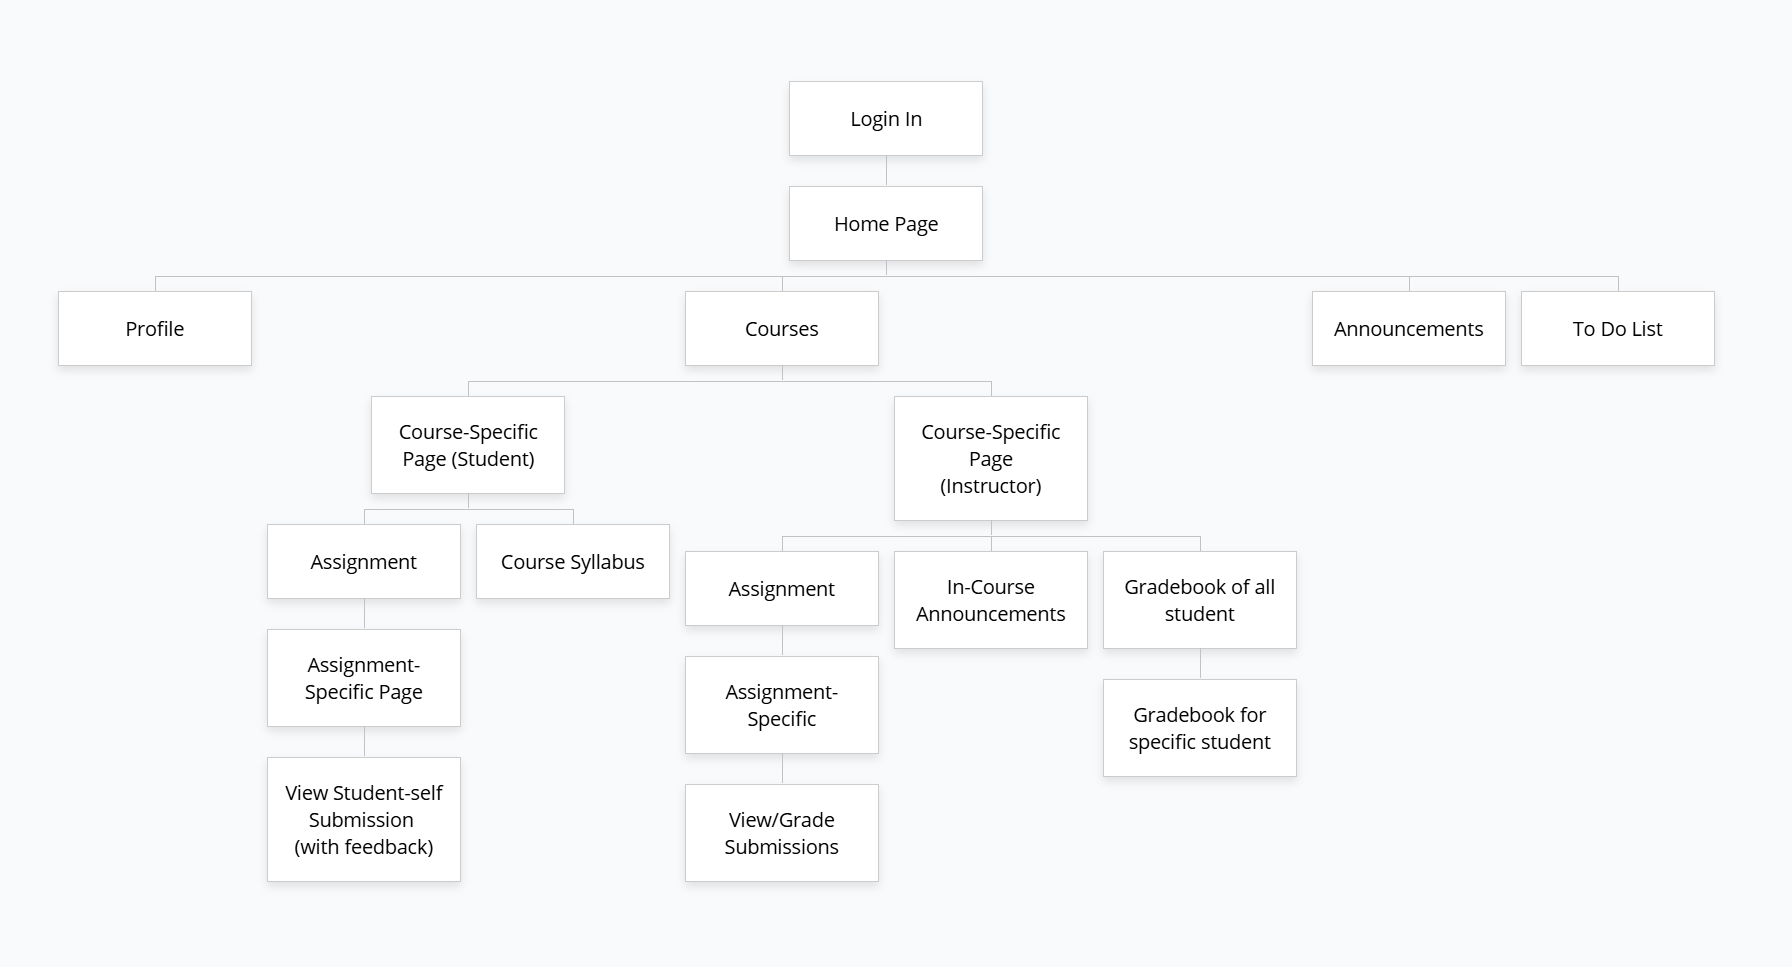 Login In
Home Page
Profile
Courses
Announcements
To Do List
Course-Specific
Page (Student)
Course-Specific
Page
(Instructor)
Assignment
Course Syllabus
Assignment
In-Course
Announcements
Gradebook of all
student
Assignment-
Specific Page
Assignment-
Specific
Gradebook for
specific student
View Student-self
Submission
(with feedback)
View/Grade
Submissions